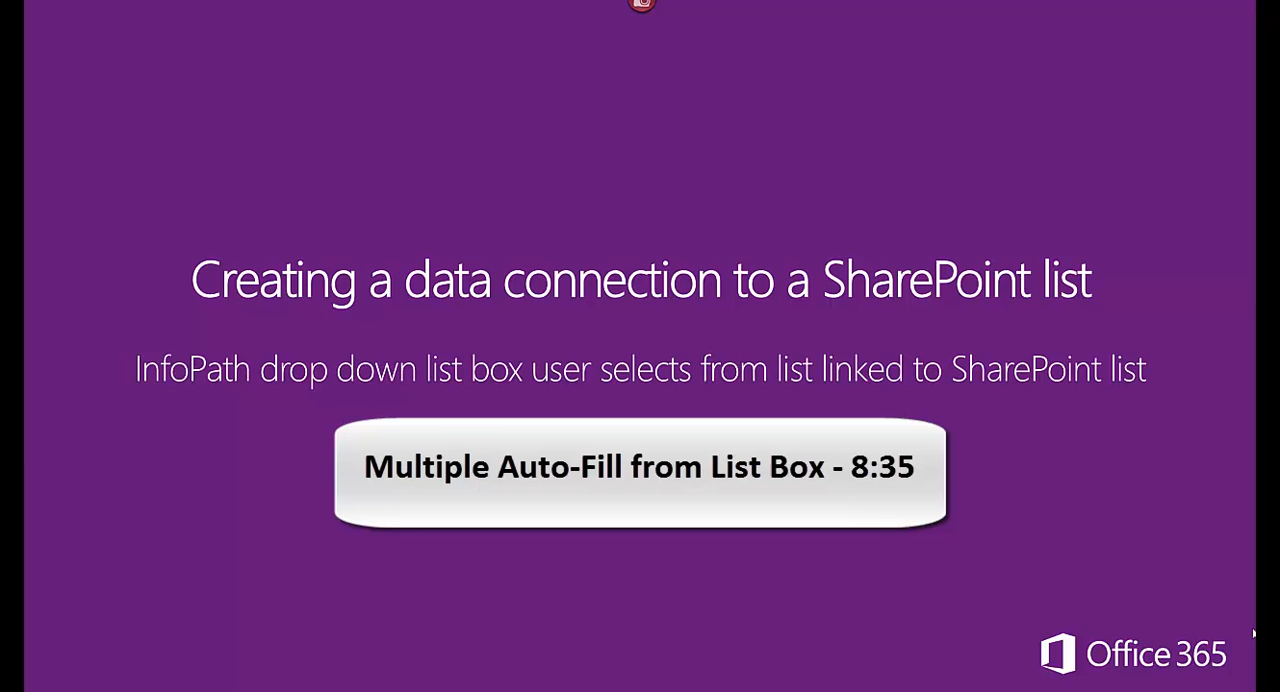 Creating a data connection to a SharePoint list
InfoPath drop down list box user selects from list linked to SharePoint list
Multiple Auto-Fill from List Box - 8:35
Office 365